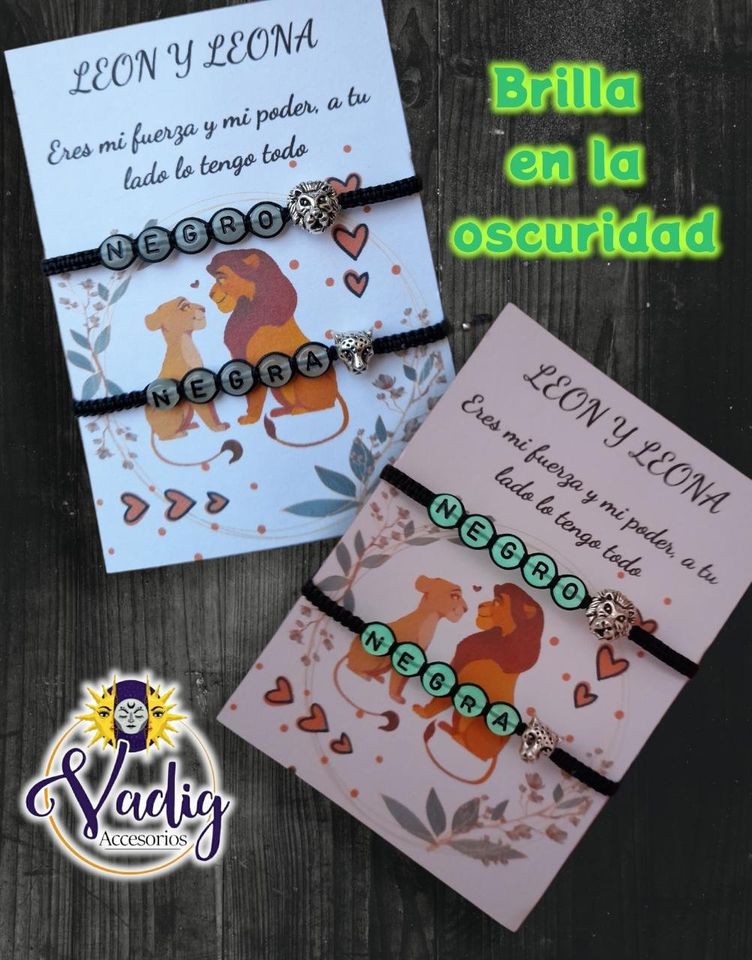 LEON Y LEONA
Eres mi fuerza y mi poder, a tu
lado lo tengo todo
NEGRO
NEGRA
Brilla
en la
oscuridad
LEON Y LEONA
Eres mi fuerza y mi poder, a tu
lado lo tengo todo
NEGRO
NEGRA
Vadig
Accesorios